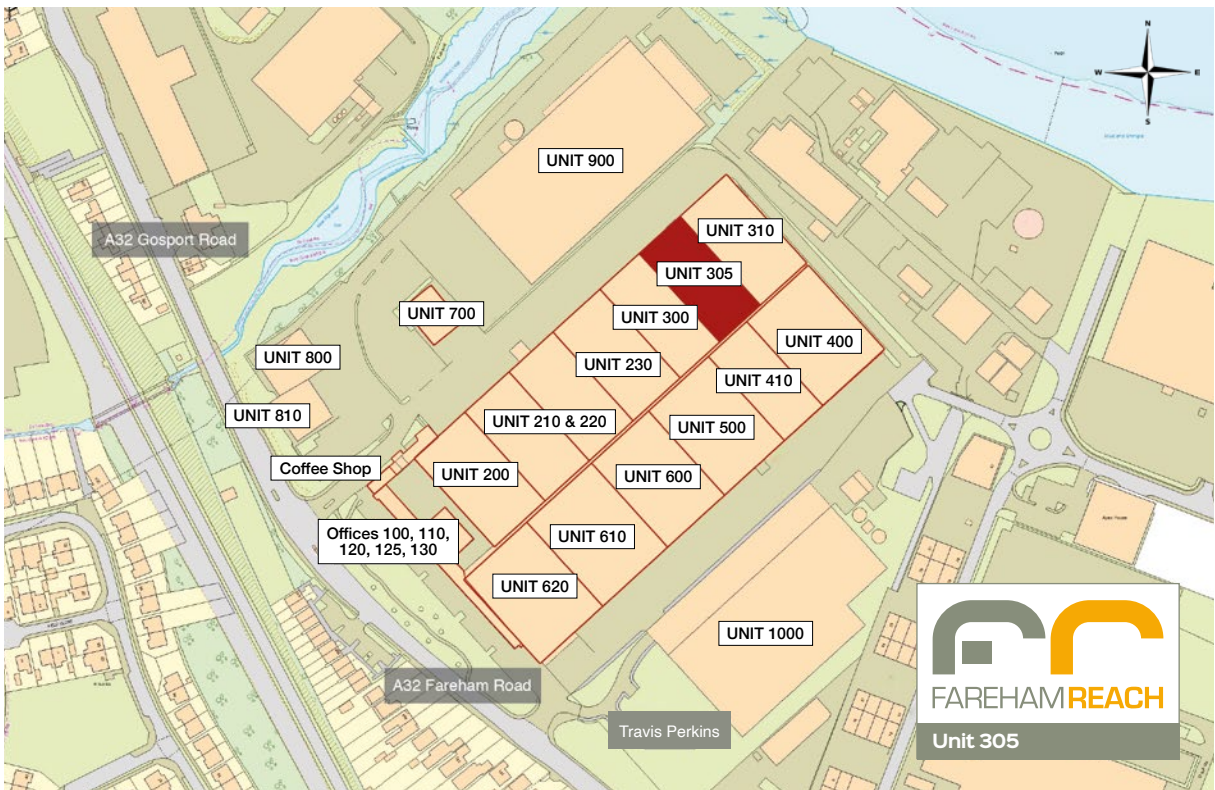 N
W
E
S
UNIT 900
UNIT 310
A32 Gosport Road
UNIT 305
UNIT 700
UNIT 300
UNIT 400
UNIT 800
UNIT 230
UNIT 410
UNIT 810
UNIT 210 & 220
UNIT 500
Coffee Shop
UNIT 200
UNIT 600
Offices 100, 110,
120, 125, 130
UNIT 610
UNIT 620
UNIT 1000
A32 Fareham Road
Travis Perkins
FAREHAM REACH
Unit 305